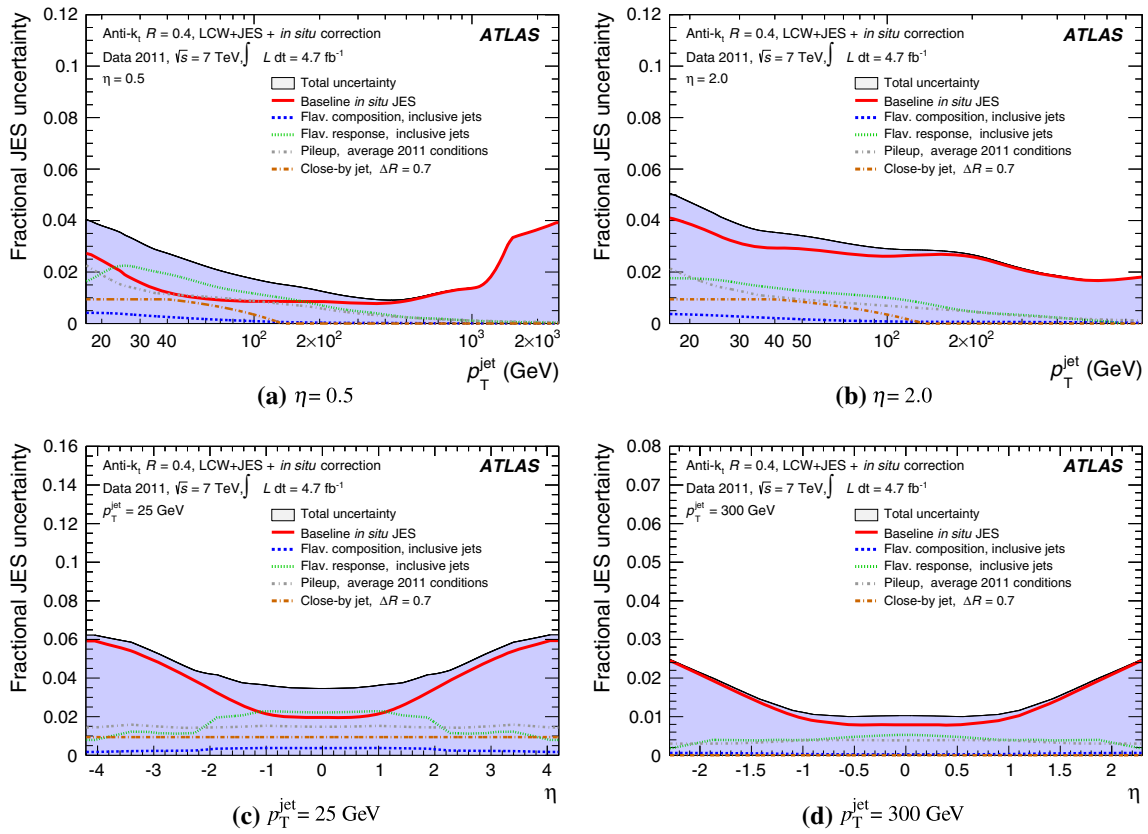 Fractional JES uncertainty
0.12
0.1
0.08
0.06
0.04
0.02
0
Anti-kt R = 0.4, LCW+JES + in situ correction
ATLAS
Data 2011, √s = 7 TeV, ∫ L dt = 4.7 fb⁻¹
η = 0.5
Total uncertainty
Baseline in situ JES
Flav. composition, inclusive jets
Flav. response, inclusive jets
Pileup, average 2011 conditions
Close-by jet, ΔR = 0.7
20 30 40 10² 2×10² 10³ 2×10³
p_T^jet (GeV)
(a) η = 0.5
Fractional JES uncertainty
0.12
0.1
0.08
0.06
0.04
0.02
0
Anti-kt R = 0.4, LCW+JES + in situ correction
ATLAS
Data 2011, √s = 7 TeV, ∫ L dt = 4.7 fb⁻¹
η = 2.0
Total uncertainty
Baseline in situ JES
Flav. composition, inclusive jets
Flav. response, inclusive jets
Pileup, average 2011 conditions
Close-by jet, ΔR = 0.7
20 30 40 50 10² 2×10²
p_T^jet (GeV)
(b) η = 2.0
Fractional JES uncertainty
0.16
0.14
0.12
0.1
0.08
0.06
0.04
0.02
0
Anti-kt R = 0.4, LCW+JES + in situ correction
ATLAS
Data 2011, √s = 7 TeV, ∫ L dt = 4.7 fb⁻¹
p_T^jet = 25 GeV
Total uncertainty
Baseline in situ JES
Flav. composition, inclusive jets
Flav. response, inclusive jets
Pileup, average 2011 conditions
Close-by jet, ΔR = 0.7
-4 -3 -2 -1 0 1 2 3 4
η
(c) p_T^jet = 25 GeV
Fractional JES uncertainty
0.08
0.07
0.06
0.05
0.04
0.03
0.02
0.01
0
Anti-kt R = 0.4, LCW+JES + in situ correction
ATLAS
Data 2011, √s = 7 TeV, ∫ L dt = 4.7 fb⁻¹
p_T^jet = 300 GeV
Total uncertainty
Baseline in situ JES
Flav. composition, inclusive jets
Flav. response, inclusive jets
Pileup, average 2011 conditions
Close-by jet, ΔR = 0.7
-2 -1.5 -1 -0.5 0 0.5 1 1.5 2
η
(d) p_T^jet = 300 GeV